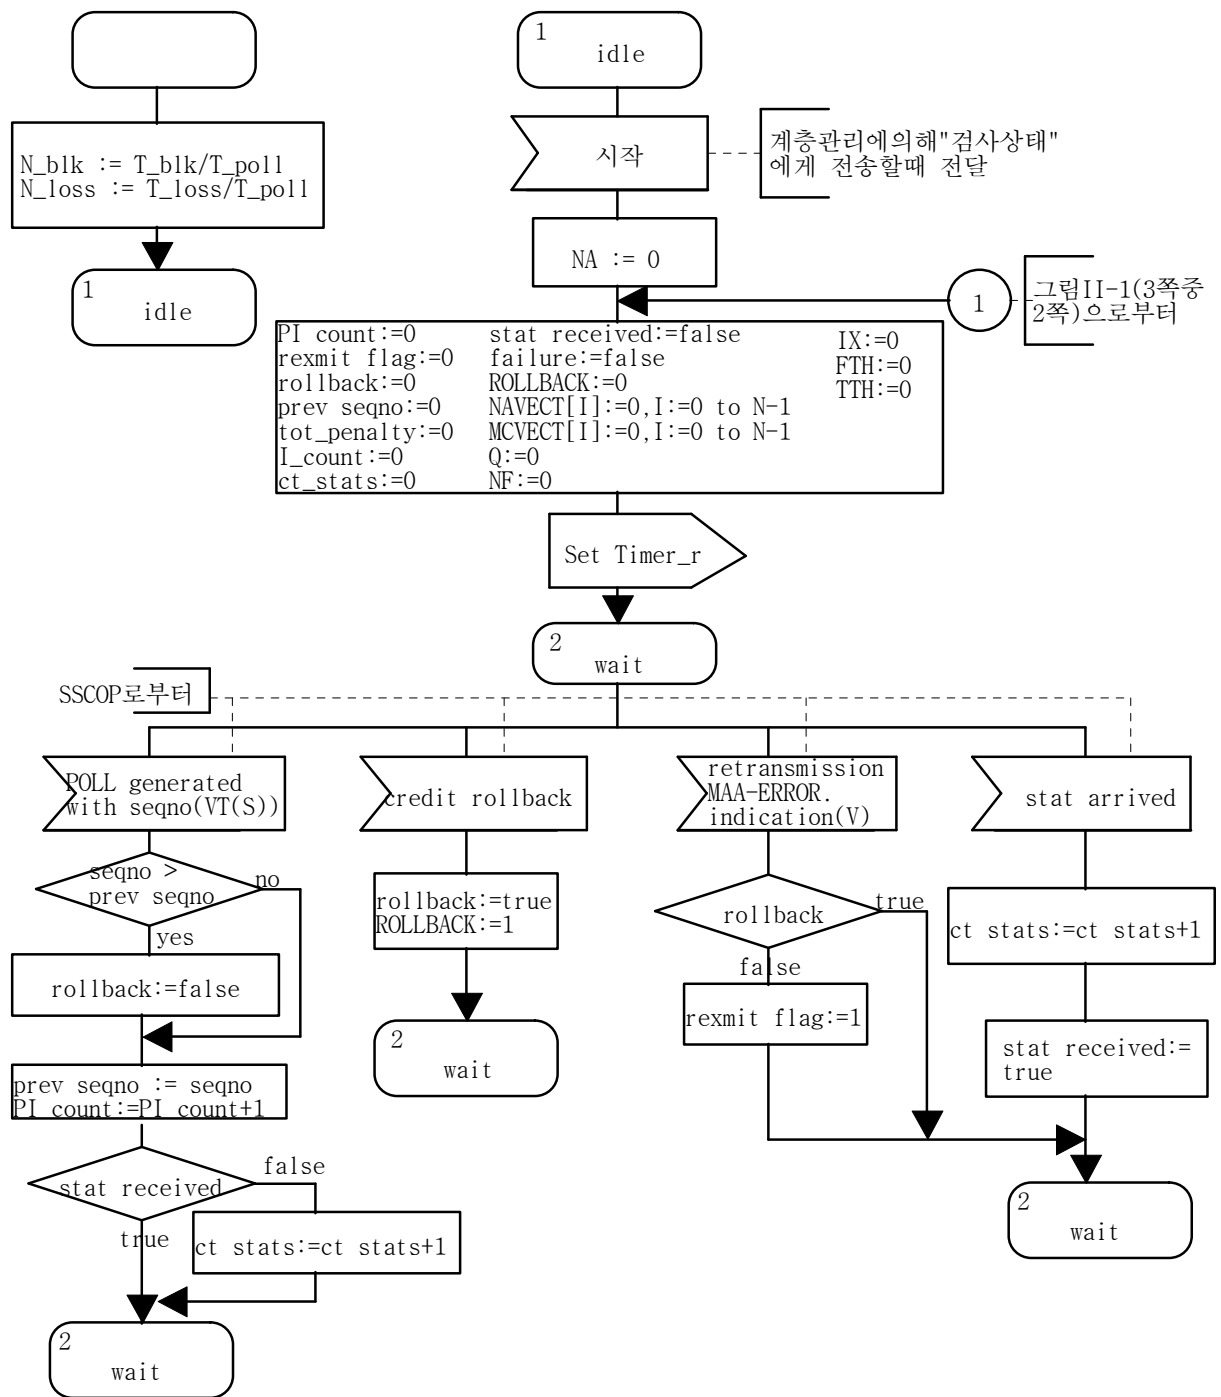 N_blk := T_blk/T_poll
N_loss := T_loss/T_poll
1
idle
1
idle
시작
계층관리에의해"검사상태"
에게 전송할때 전달
NA := 0
1
그림II-1(3쪽중
2쪽)으로부터
PI count:=0
rexmit flag:=0
rollback:=0
prev seqno:=0
tot_penalty:=0
I_count:=0
ct_stats:=0
stat received:=false
failure:=false
ROLLBACK:=0
NAVECT[I]:=0,I:=0 to N-1
MCVECT[I]:=0,I:=0 to N-1
Q:=0
NF:=0
IX:=0
FTH:=0
TTH:=0
Set Timer_r
2
wait
SSCOP로부터
POLL generated
with seqno(VT(S))
seqno >
prev seqno
no
yes
rollback:=false
prev seqno := seqno
PI count:=PI count+1
stat received
false
true
ct stats:=ct stats+1
2
wait
credit rollback
rollback:=true
ROLLBACK:=1
2
wait
retransmission
MAA-ERROR.
indication(V)
rollback
true
false
rexmit flag:=1
stat arrived
ct stats:=ct stats+1
stat received:=
true
2
wait